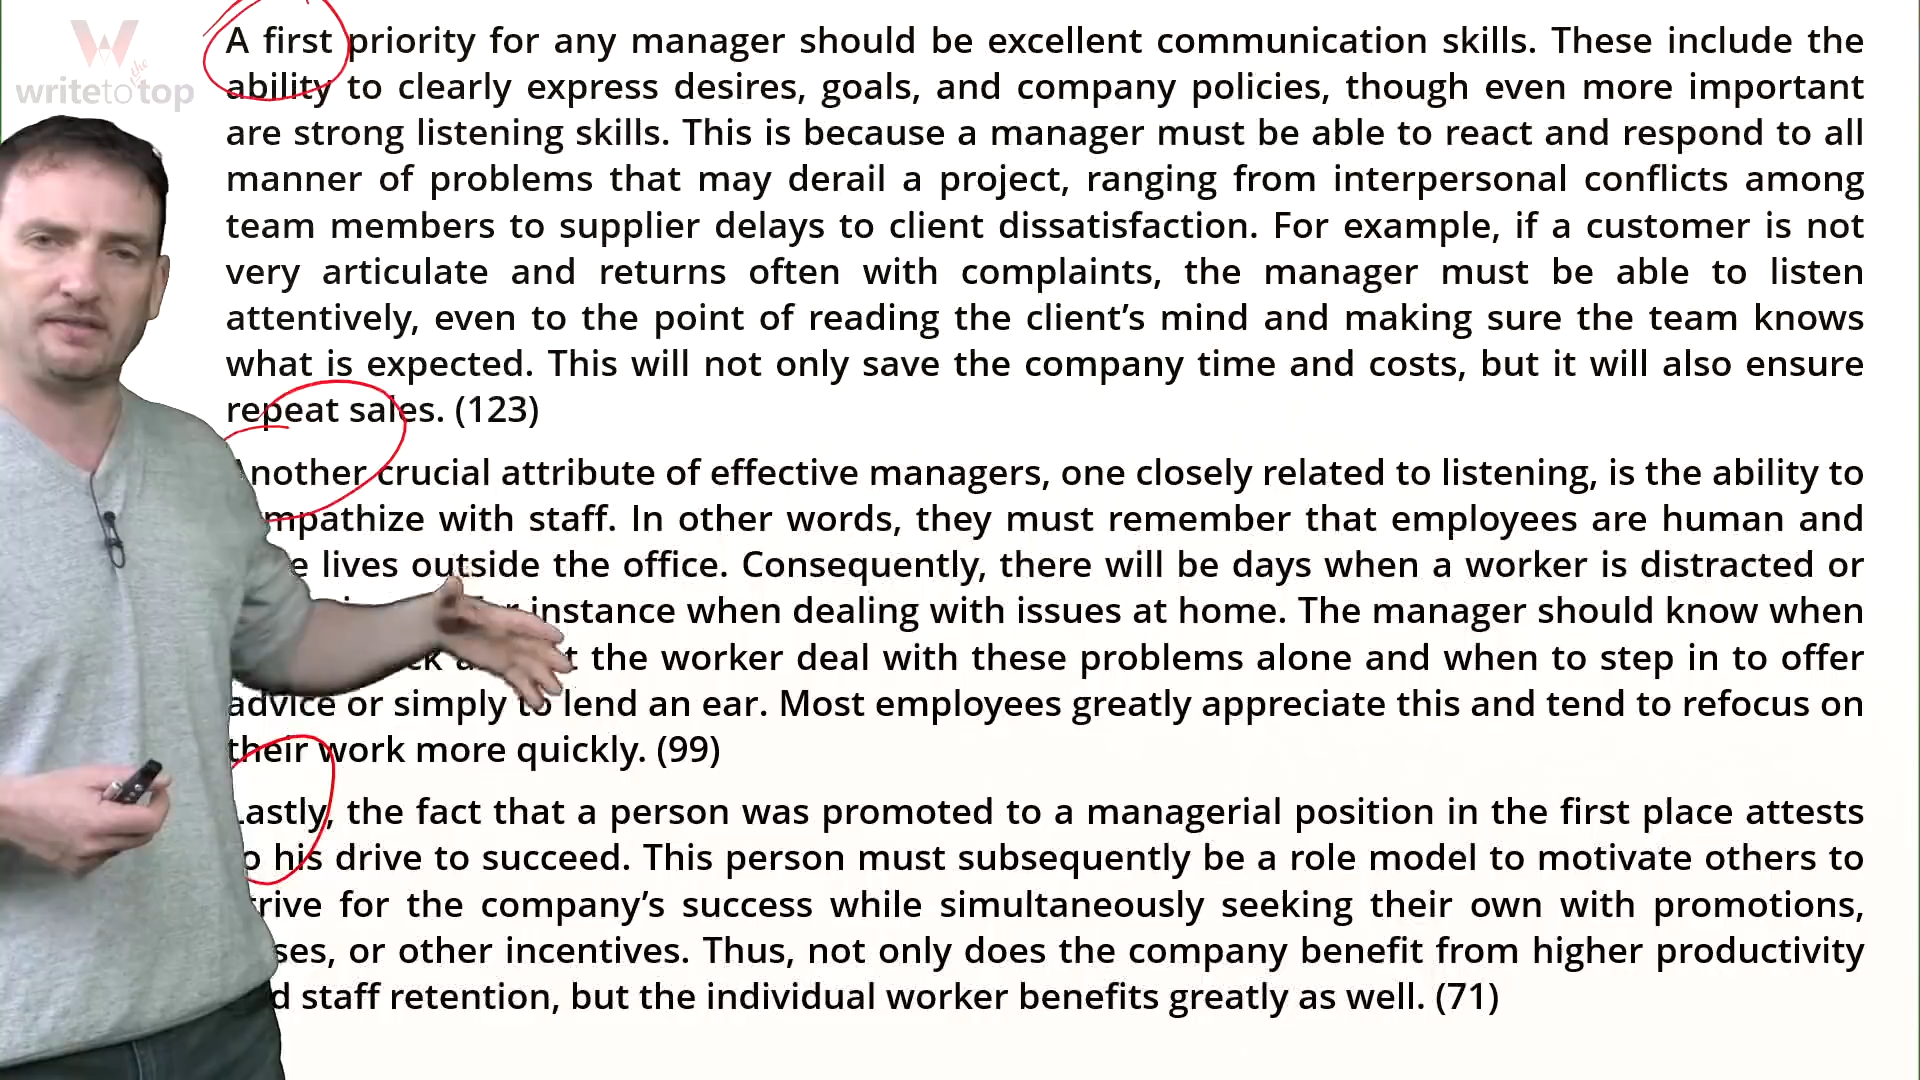 W
writetothetop
A first priority for any manager should be excellent communication skills. These include the
ability to clearly express desires, goals, and company policies, though even more important
are strong listening skills. This is because a manager must be able to react and respond to all
manner of problems that may derail a project, ranging from interpersonal conflicts among
team members to supplier delays to client dissatisfaction. For example, if a customer is not
very articulate and returns often with complaints, the manager must be able to listen
attentively, even to the point of reading the client’s mind and making sure the team knows
what is expected. This will not only save the company time and costs, but it will also ensure
repeat sales. (123)
Another crucial attribute of effective managers, one closely related to listening, is the ability to
with staff. In other words, they must remember that employees are human and
lives outside the office. Consequently, there will be days when a worker is distracted or
instance when dealing with issues at home. The manager should know when
the worker deal with these problems alone and when to step in to offer
advice or simply to lend an ear. Most employees greatly appreciate this and tend to refocus on
their work more quickly. (99)
Lastly, the fact that a person was promoted to a managerial position in the first place attests
his drive to succeed. This person must subsequently be a role model to motivate others to
for the company’s success while simultaneously seeking their own with promotions,
or other incentives. Thus, not only does the company benefit from higher productivity
staff retention, but the individual worker benefits greatly as well. (71)